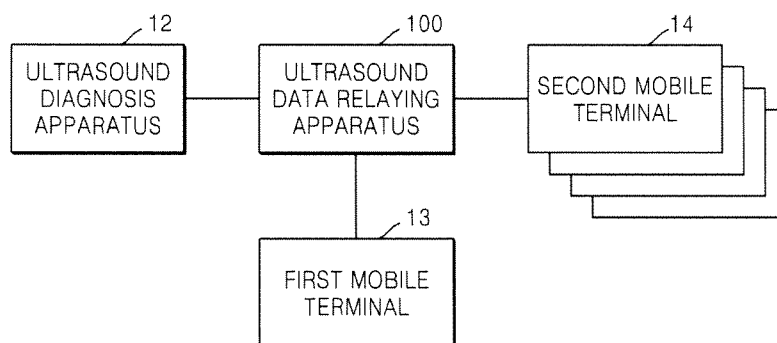 12
ULTRASOUND
DIAGNOSIS
APPARATUS
100
ULTRASOUND
DATA RELAYING
APPARATUS
14
SECOND MOBILE
TERMINAL
13
FIRST MOBILE
TERMINAL